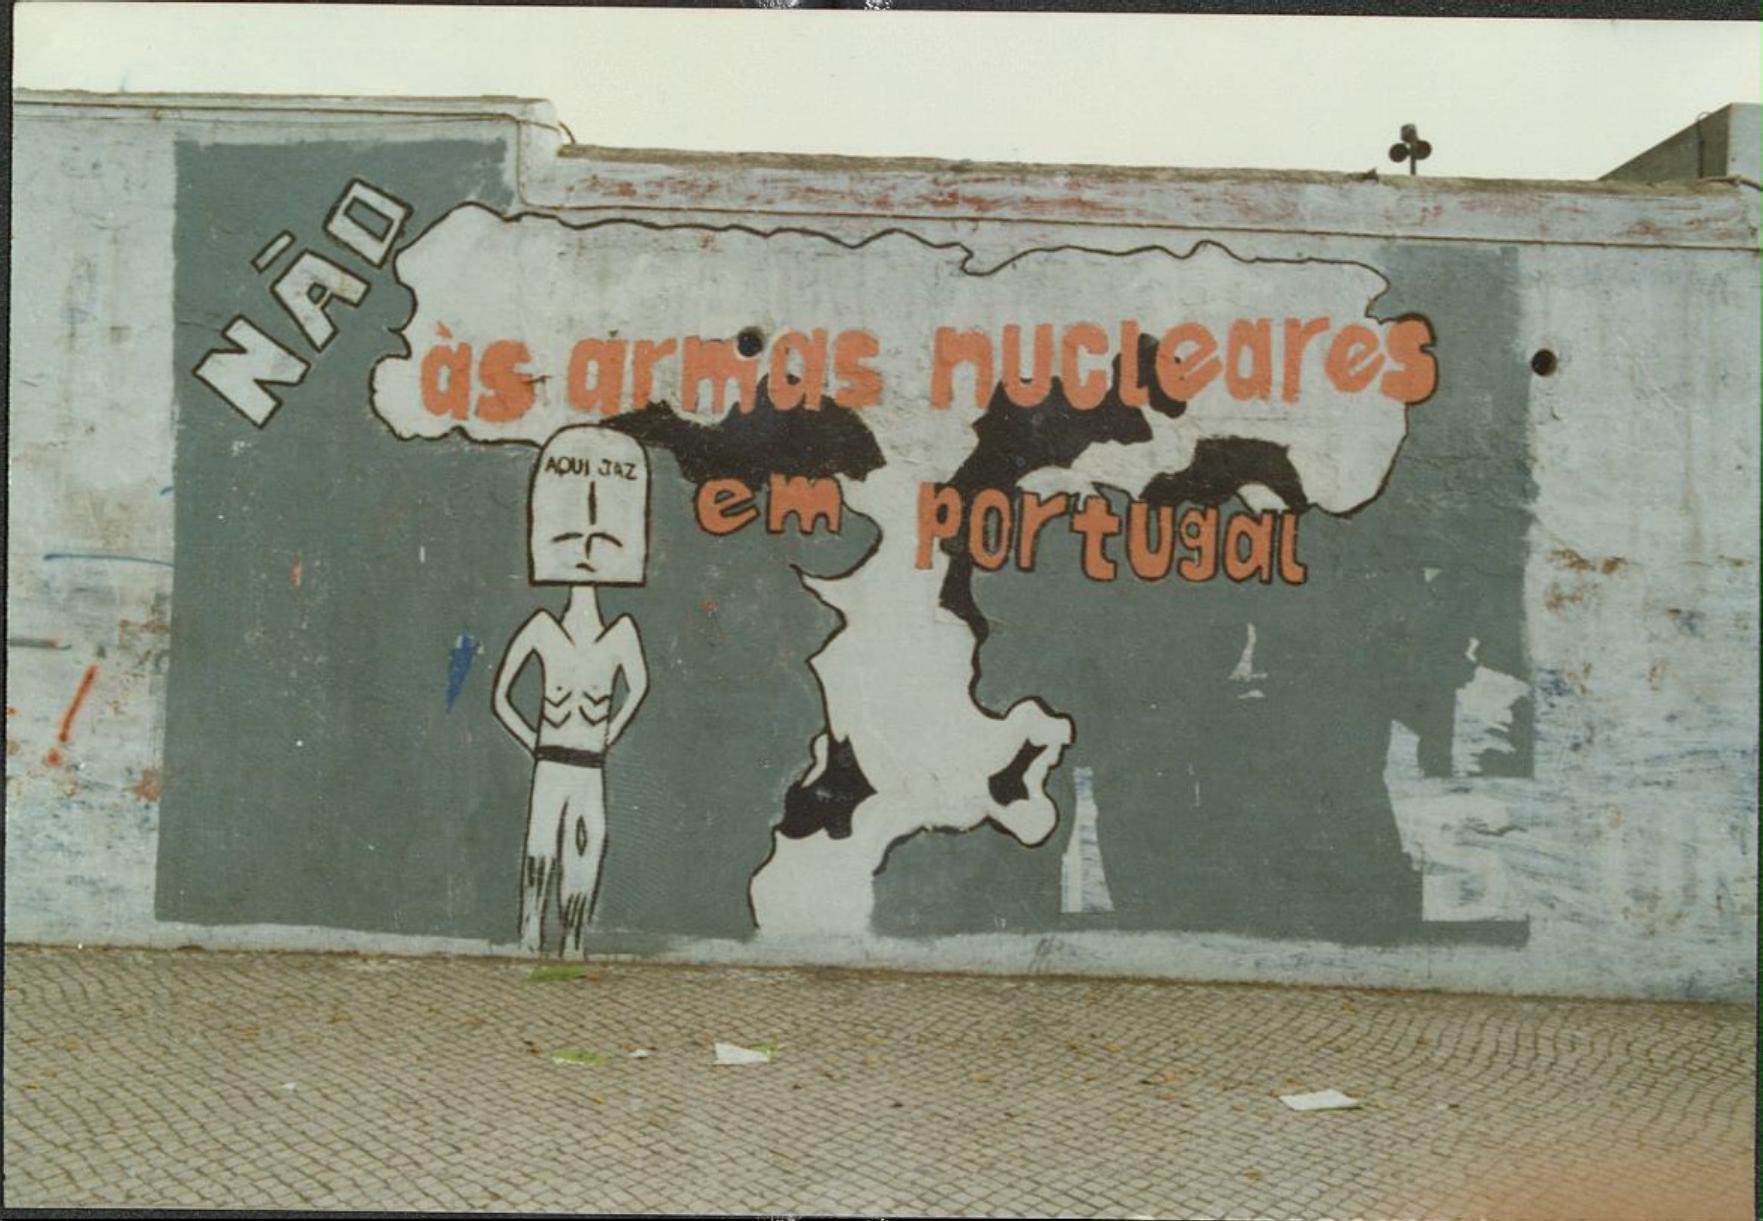 NÃO
às armas nucleares
em portugal
AQUI JAZ